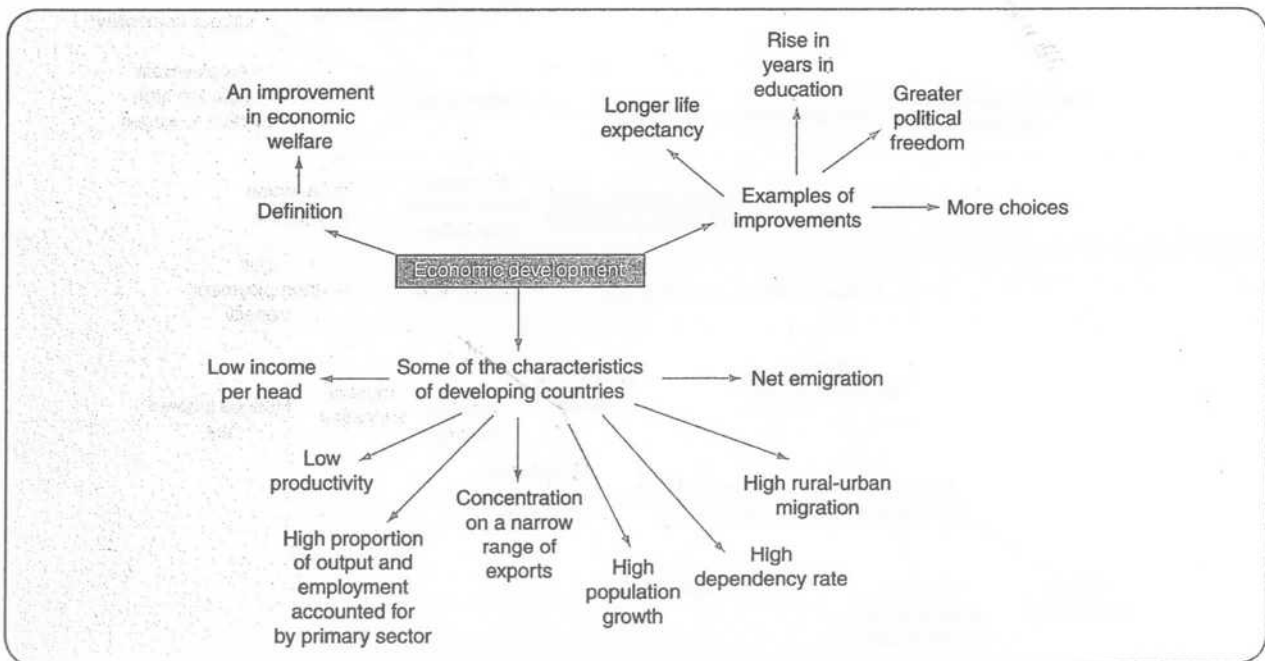 An improvement
in economic
welfare
Definition
Longer life
expectancy
Rise in
years in
education
Greater
political
freedom
Examples of
improvements
More choices
Economic development
Some of the characteristics
of developing countries
Low income
per head
Low
productivity
High proportion
of output and
employment
accounted for
by primary sector
Concentration
on a narrow
range of
exports
High
population
growth
High
dependency rate
High rural-urban
migration
Net emigration